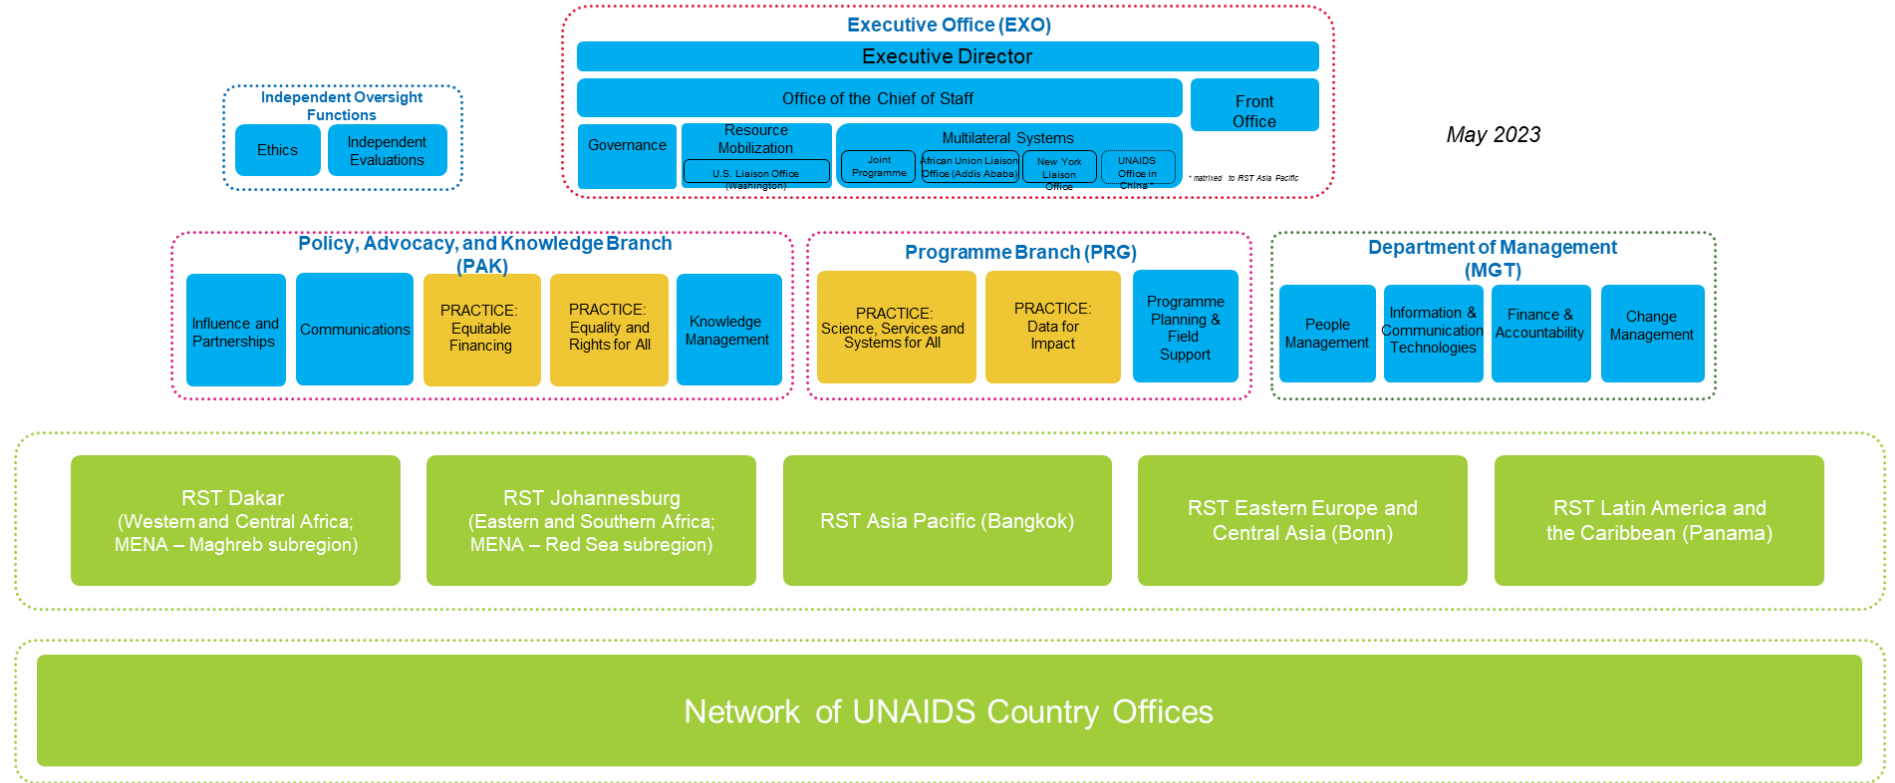 Executive Office (EXO)
Executive Director
Office of the Chief of Staff
Front
Office
Governance
Resource
Mobilization
U.S. Liaison Office
(Washington)
Multilateral Systems
Joint
Programme
African Union Liaison
Office (Addis Ababa)
New York
Liaison
Office
UNAIDS
Office in
China *
* matrixed to RST Asia Pacific
Independent Oversight
Functions
Ethics
Independent
Evaluations
May 2023
Policy, Advocacy, and Knowledge Branch
(PAK)
Influence and
Partnerships
Communications
PRACTICE:
Equitable
Financing
PRACTICE:
Equality and
Rights for All
Knowledge
Management
Programme Branch (PRG)
PRACTICE:
Science, Services and
Systems for All
PRACTICE:
Data for
Impact
Programme
Planning &
Field
Support
Department of Management
(MGT)
People
Management
Information &
Communication
Technologies
Finance &
Accountability
Change
Management
RST Dakar
(Western and Central Africa;
MENA – Maghreb subregion)
RST Johannesburg
(Eastern and Southern Africa;
MENA – Red Sea subregion)
RST Asia Pacific (Bangkok)
RST Eastern Europe and
Central Asia (Bonn)
RST Latin America and
the Caribbean (Panama)
Network of UNAIDS Country Offices